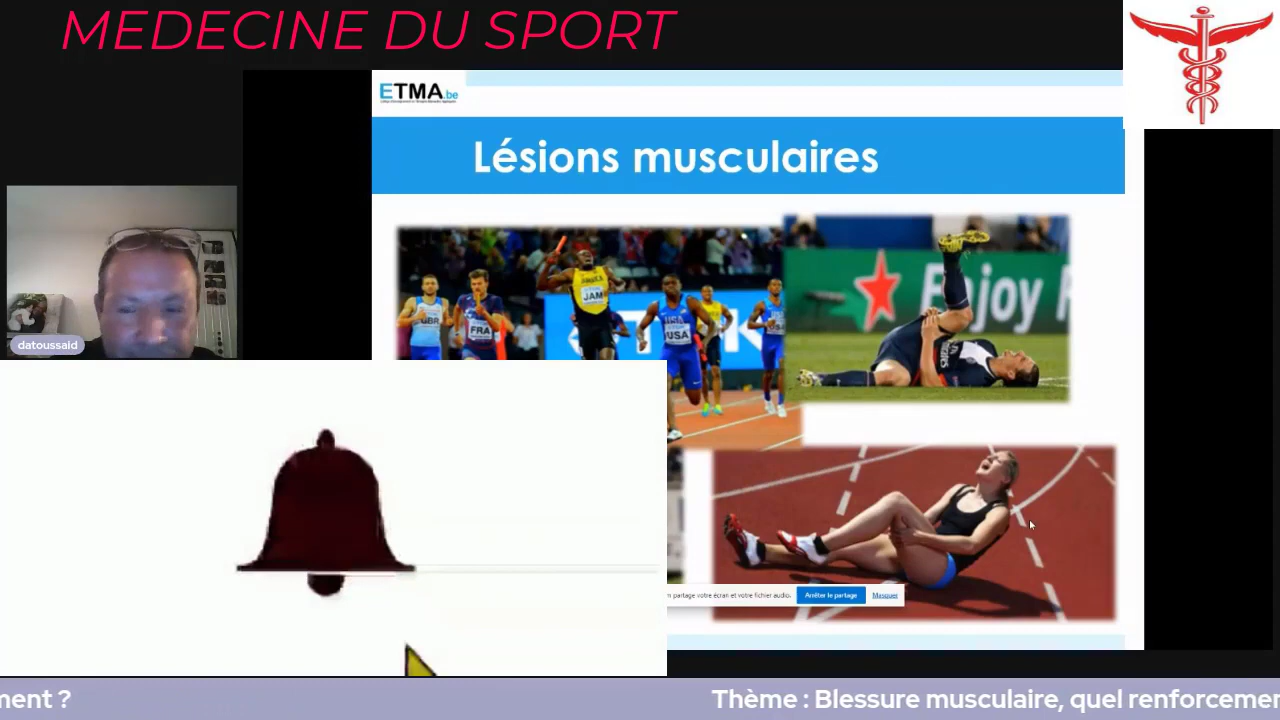 MEDECINE DU SPORT
ETMA.be
Lésions musculaires
JAM
GBR
FRA
USA
Enjoy
datoussaid
partage votre écran et votre fichier audio.
Arrêter le partage
Masquer
ment ?
Thème : Blessure musculaire, quel renforcemen